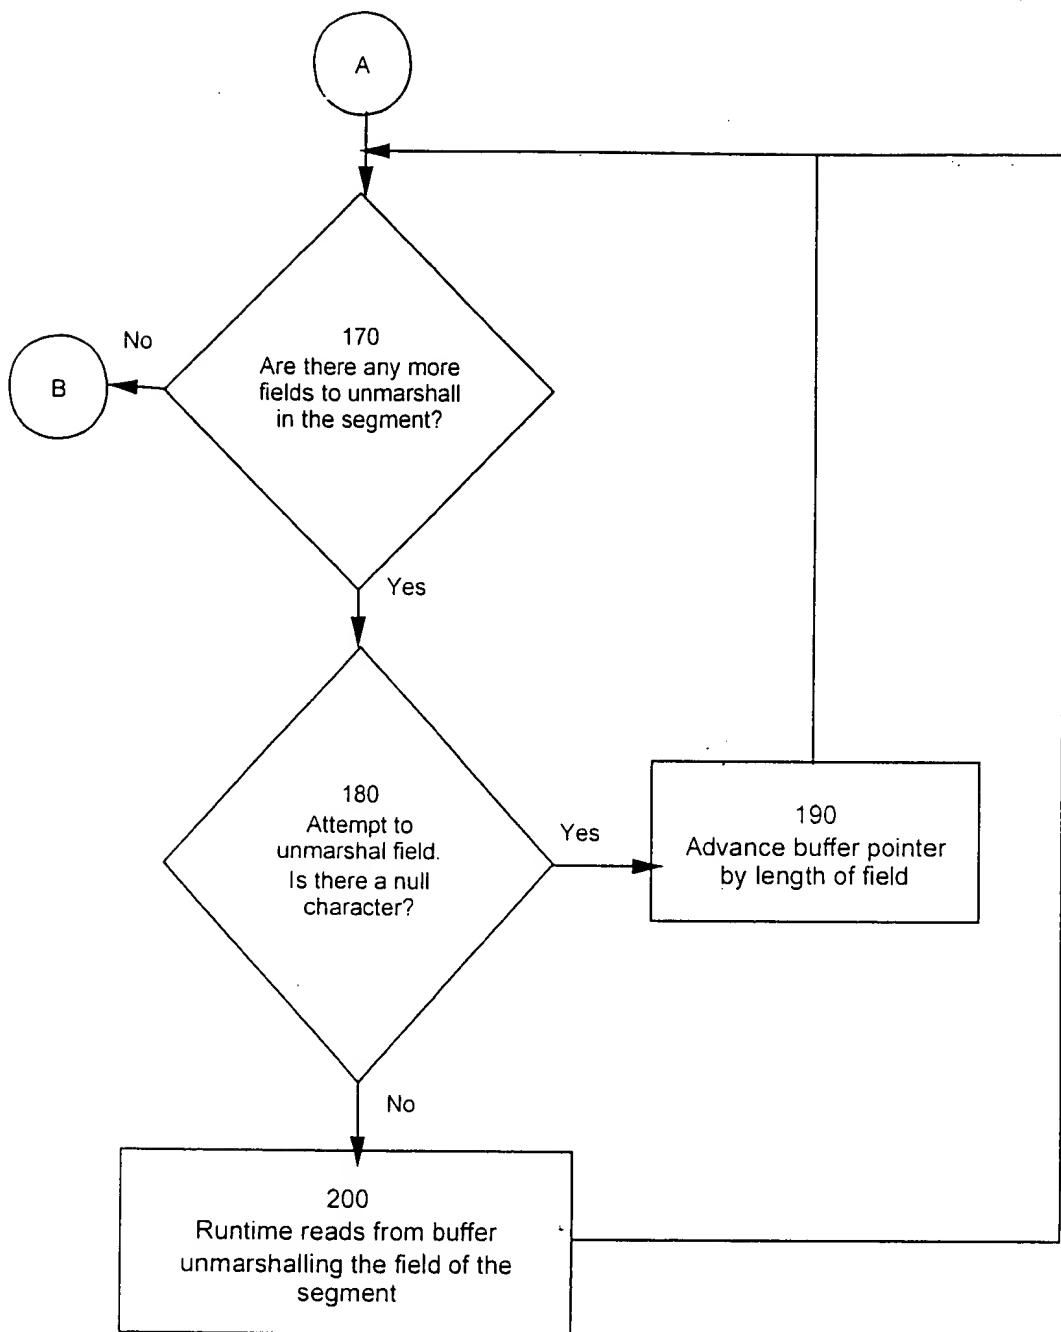 A
No
B
170
Are there any more
fields to unmarshall
in the segment?
Yes
180
Attempt to
unmarshal field.
Is there a null
character?
Yes
190
Advance buffer pointer
by length of field
No
200
Runtime reads from buffer
unmarshalling the field of the
segment